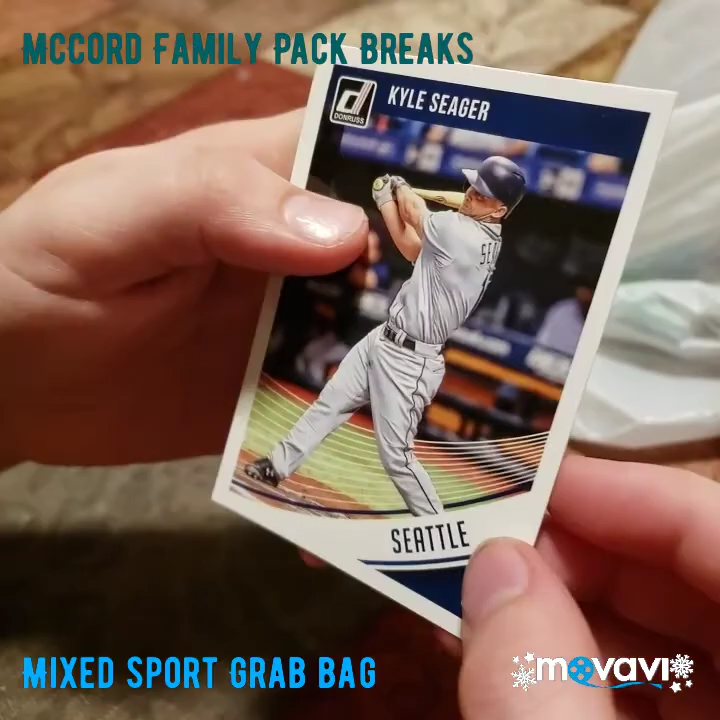 McCord Family Pack Breaks
DONRUSS
KYLE SEAGER
SEATTLE
Mixed Sport Grab Bag
movavi